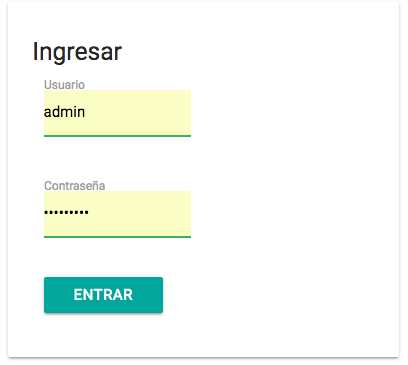 Ingresar
Usuario
admin
Contraseña
•••••••••
ENTRAR